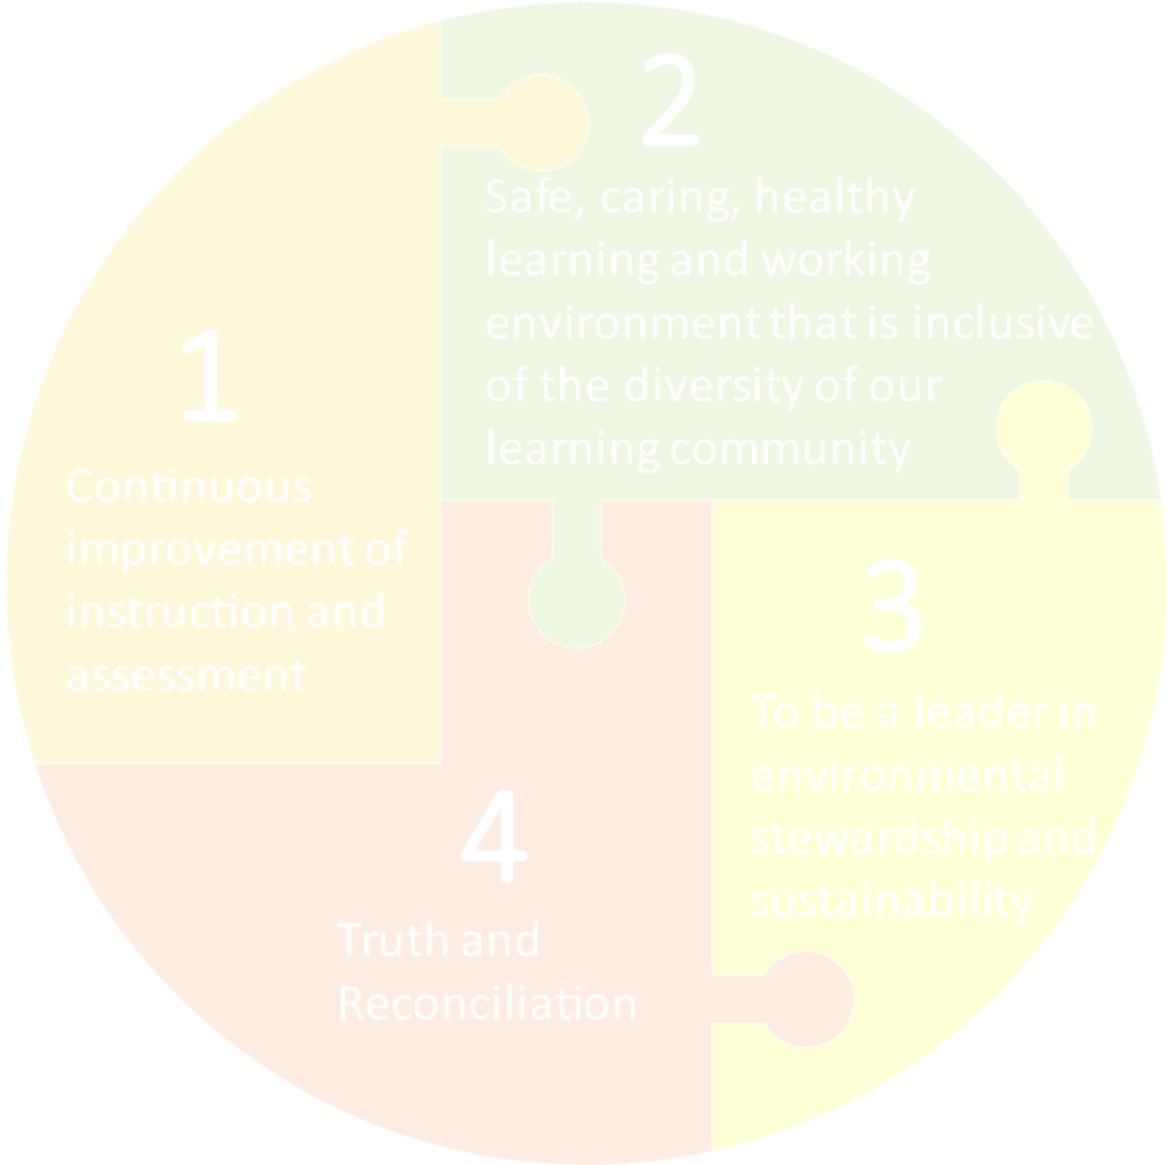 1
Continuous
improvement of
instruction and
assessment
2
Safe, caring, healthy
learning and working
environment that is inclusive
of the diversity of our
learning community
3
To be a leader in
environmental
stewardship and
sustainability
4
Truth and
Reconciliation